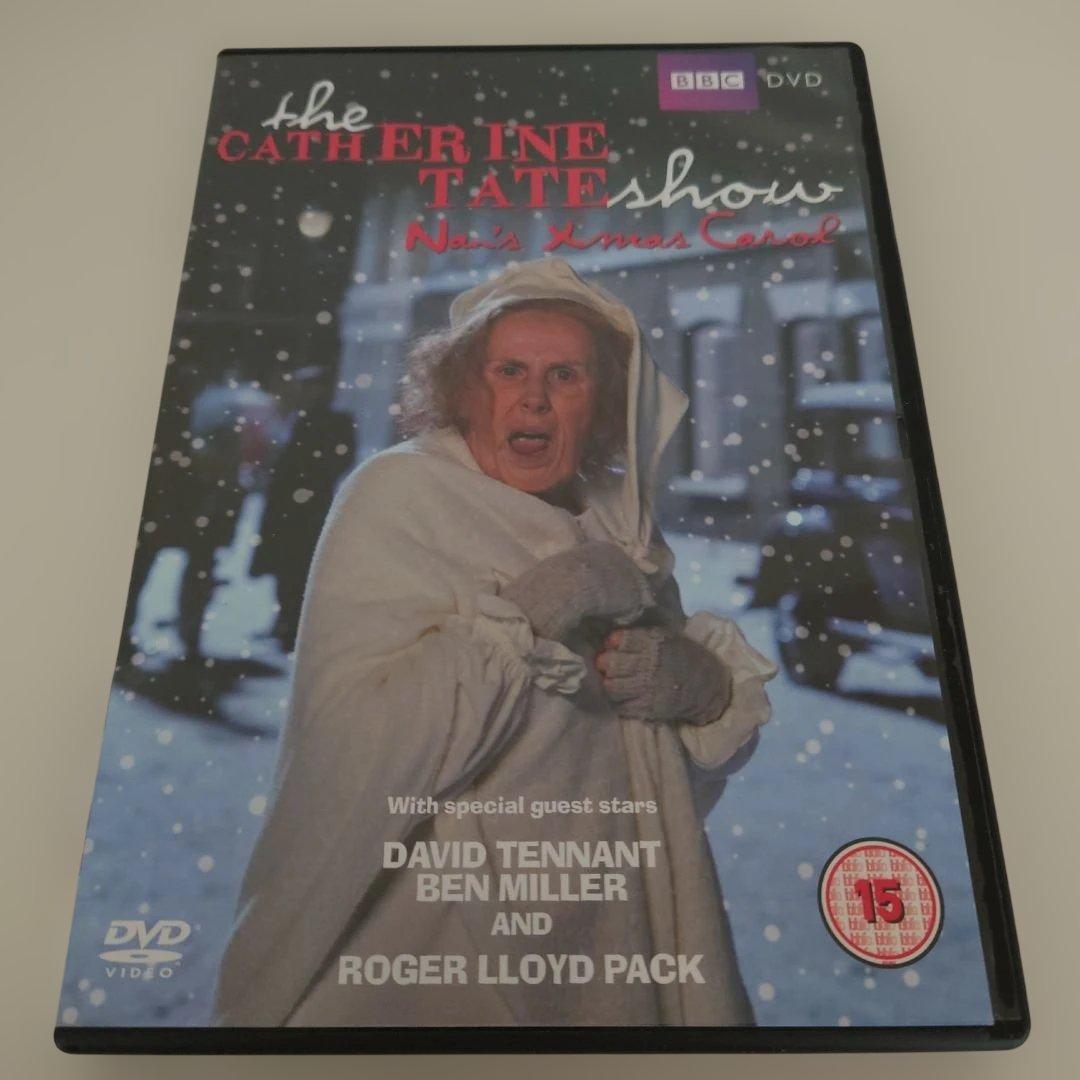 BBC DVD
the
CATHERINE
TATE show
Nan's Xmas Carol
With special guest stars
DAVID TENNANT
BEN MILLER
AND
ROGER LLOYD PACK
15
DVD
VIDEO